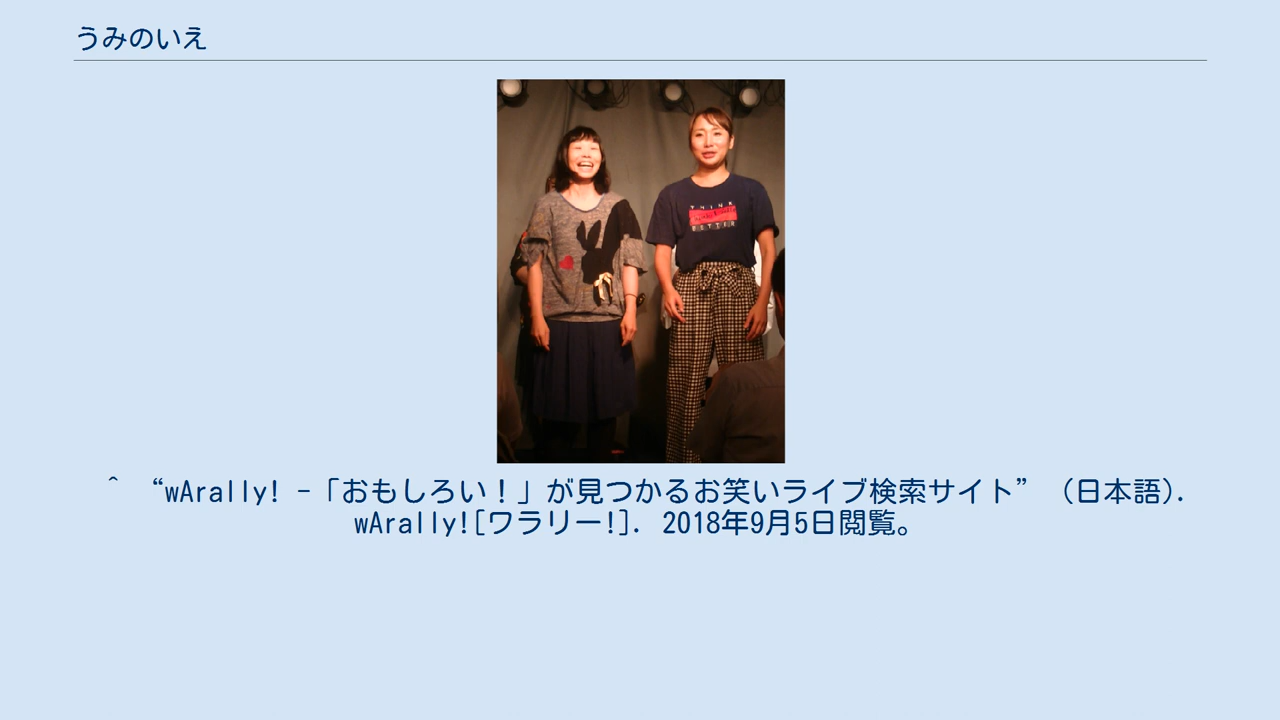 うみのいえ
THINK
BETTER
^ “wArally! -「おもしろい！」が見つかるお笑いライブ検索サイト” (日本語).
wArally![ワラリー!]. 2018年9月5日閲覧。